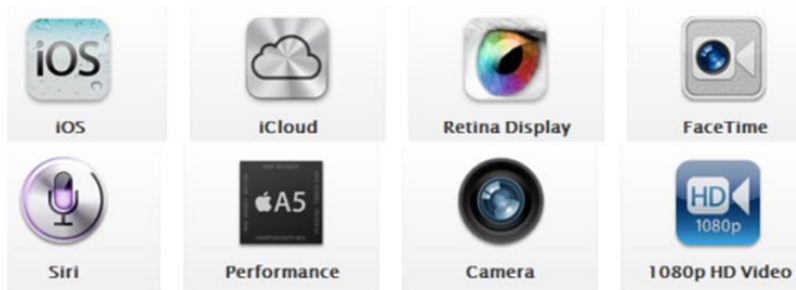 iOS
iOS
iCloud
Retina Display
FaceTime
A5
HD
1080p
Siri
Performance
Camera
1080p HD Video